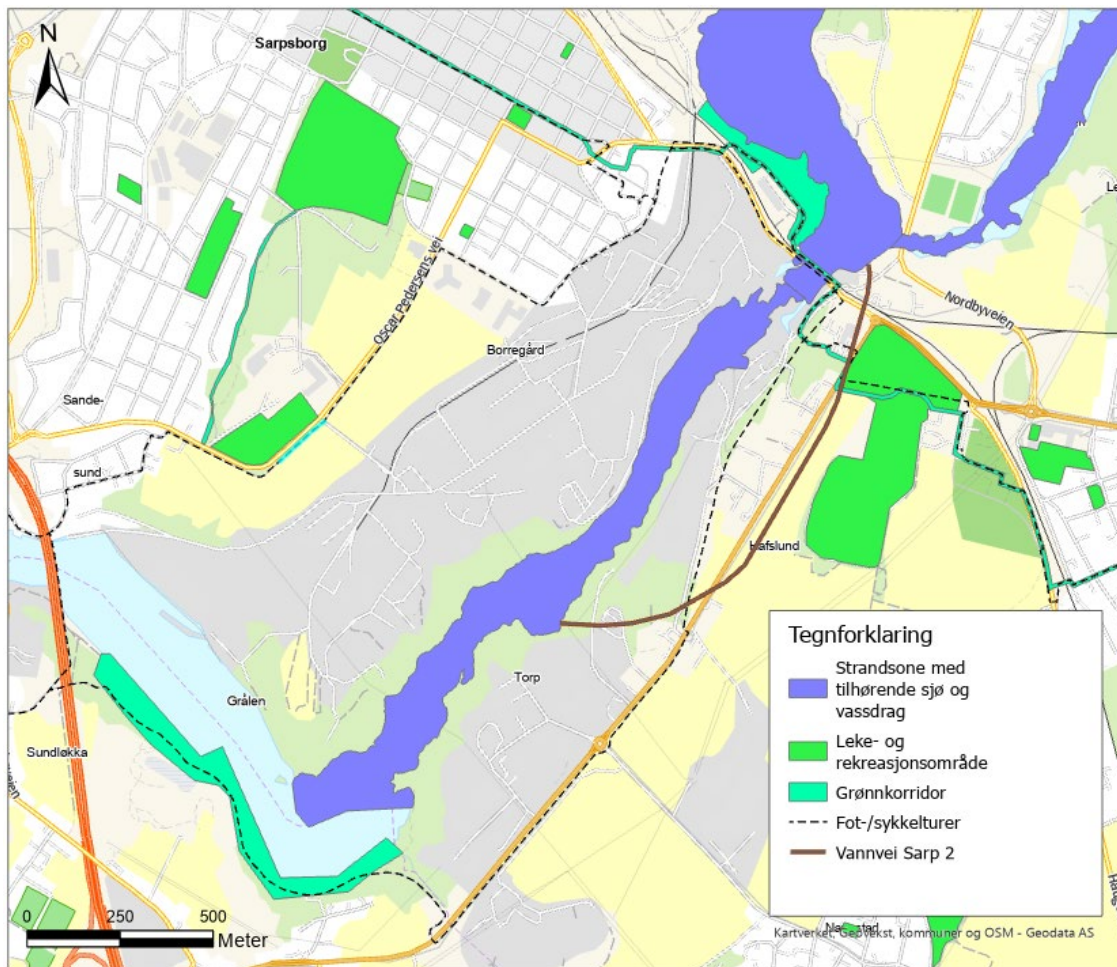 N
Sarpsborg
Nordbyveien
Oscar Pedersens vei
Borregård
Sande-
sund
Hafslund
Torp
Grålen
Sundløkka
Tegnforklaring
Strandsone med
tilhørende sjø og
vassdrag
Leke- og
rekreasjonsområde
Grønnkorridor
Fot-/sykkelturer
Vannvei Sarp 2
0 250 500
Meter
Kartverket, Geovekst, kommuner og OSM - Geodata AS